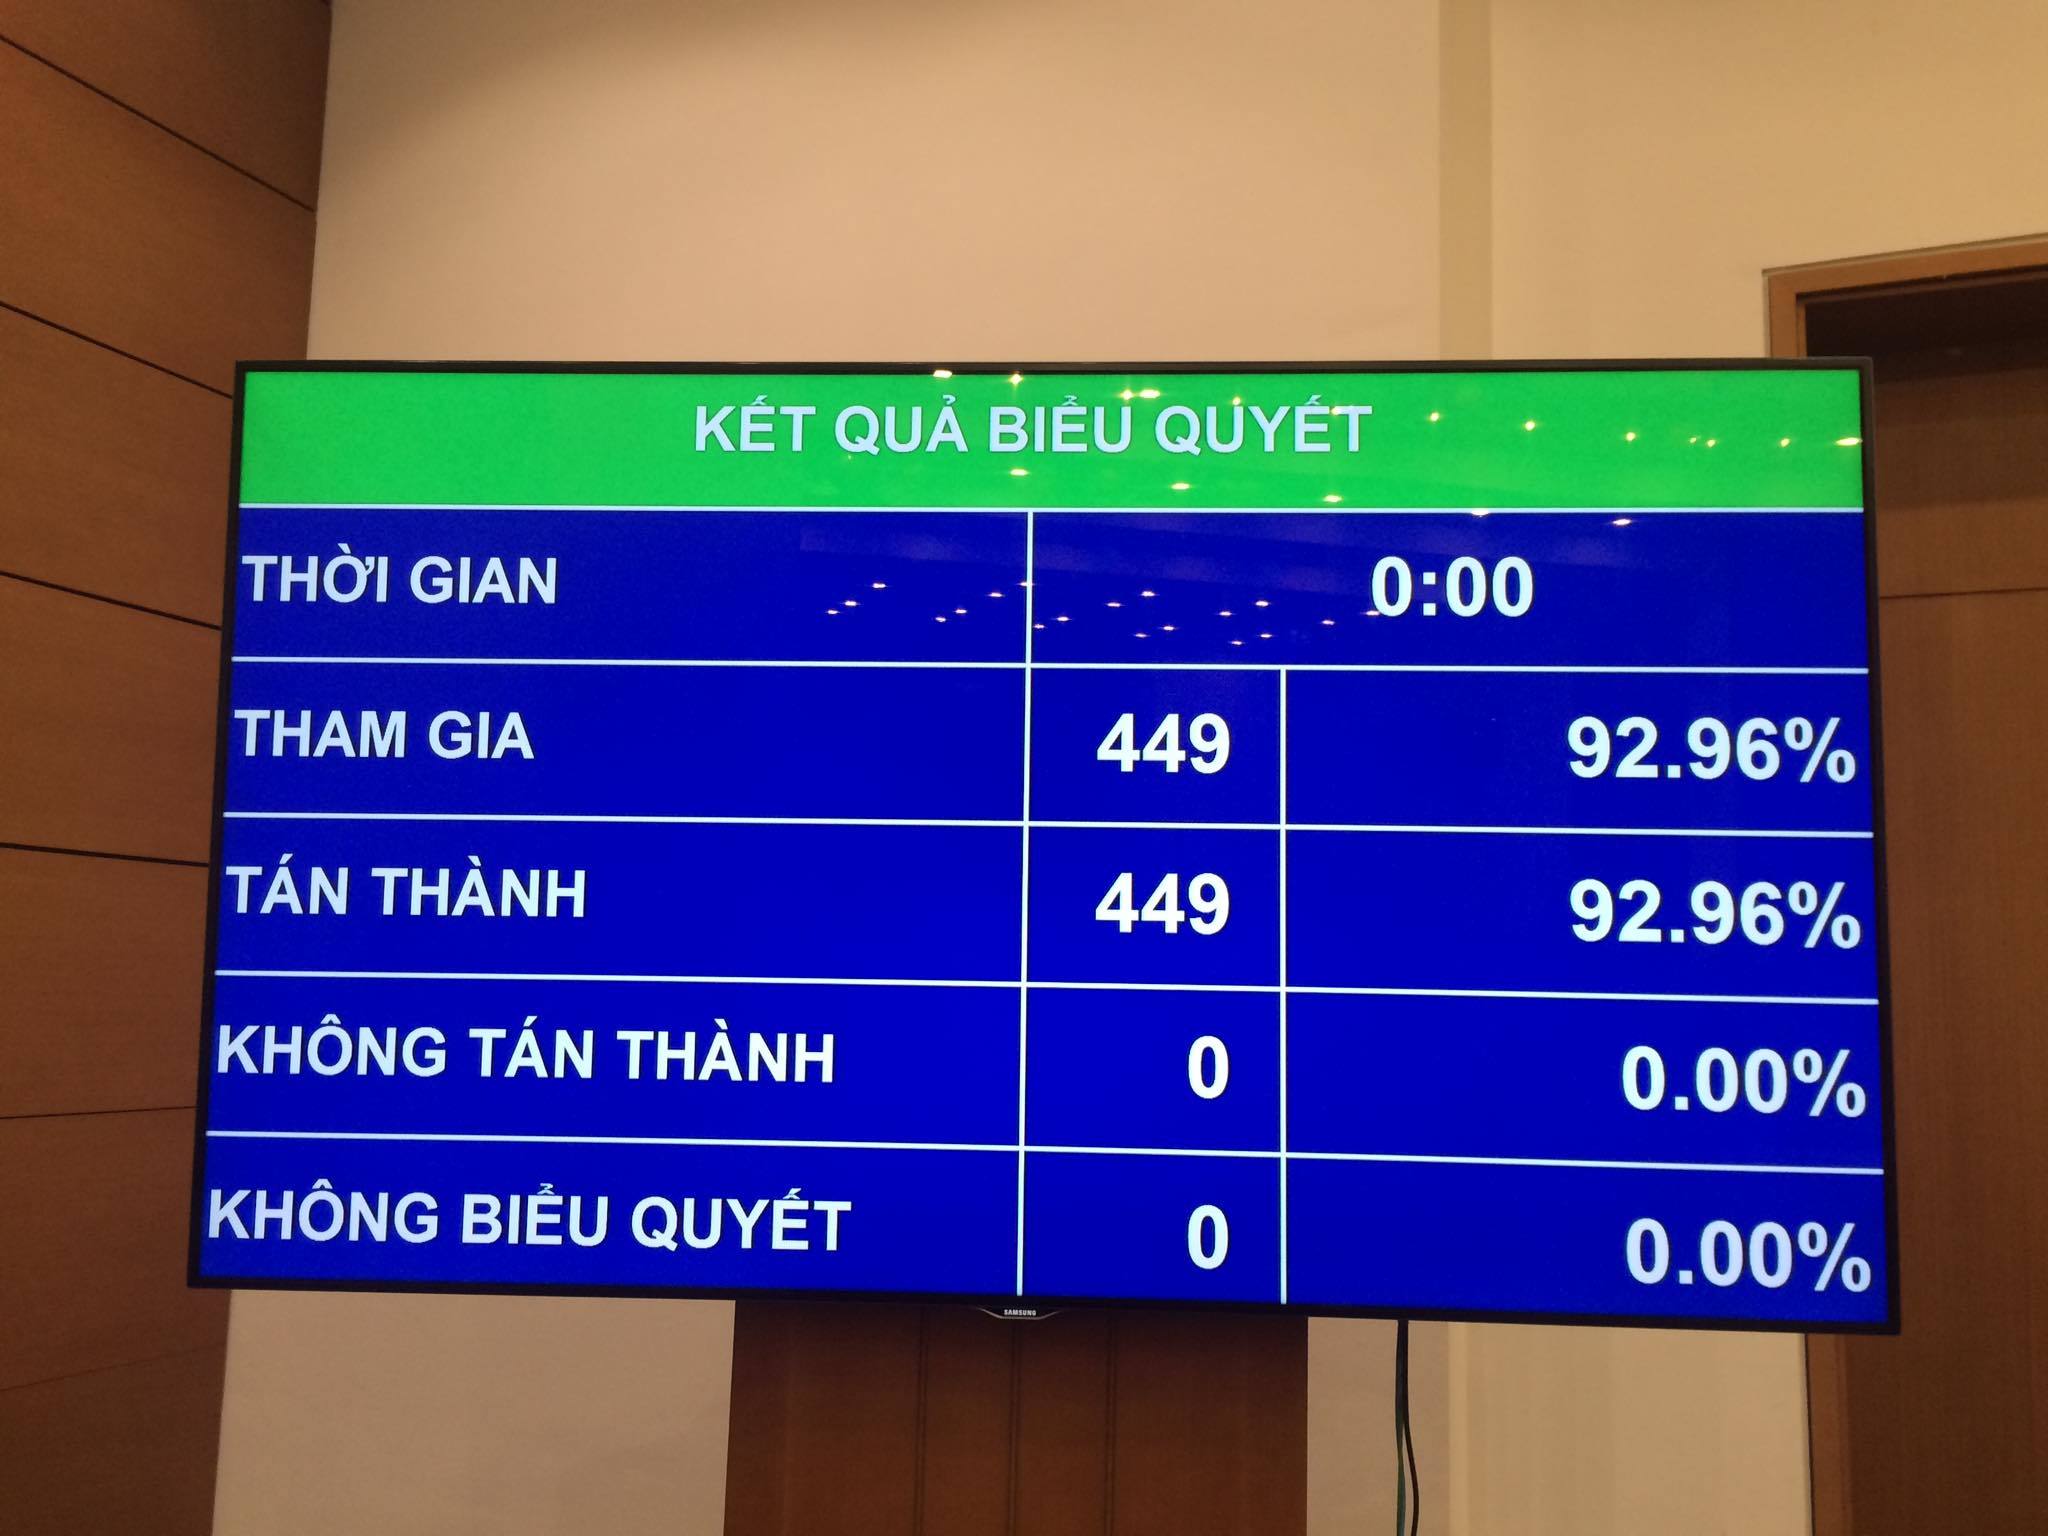 KẾT QUẢ BIỂU QUYẾT
THỜI GIAN 0:00
THAM GIA 449 92.96%
TÁN THÀNH 449 92.96%
KHÔNG TÁN THÀNH 0 0.00%
KHÔNG BIỂU QUYẾT 0 0.00%
SAMSUNG